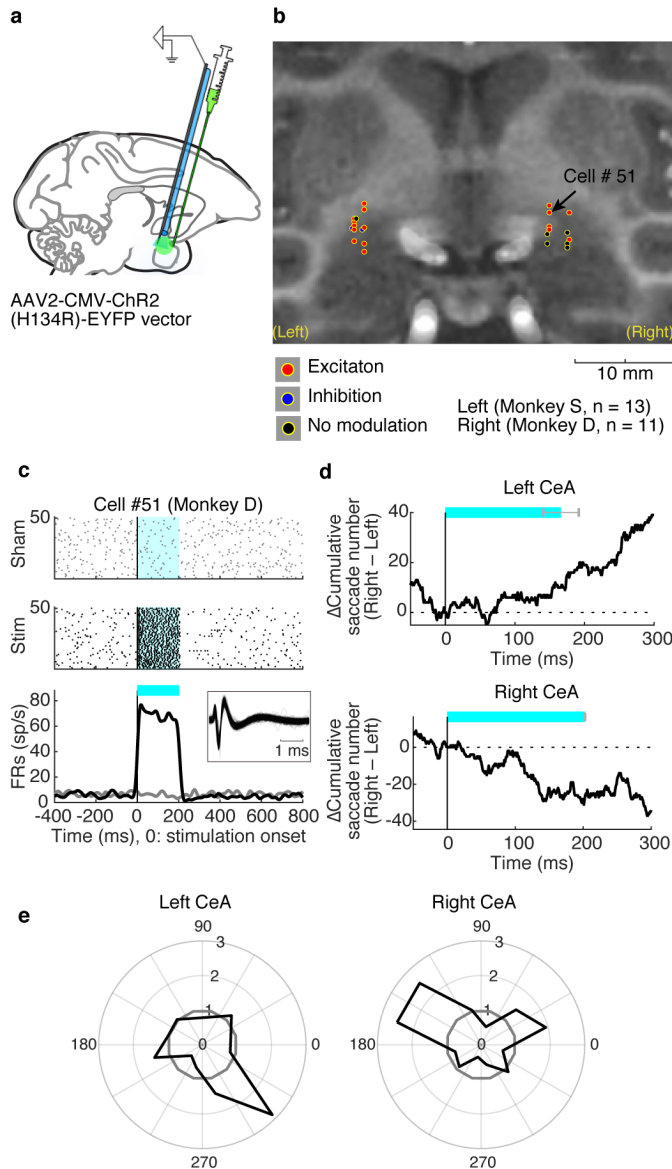 a
AAV2-CMV-ChR2
(H134R)-EYFP vector
b
Cell # 51
(Left)
(Right)
Excitaton
Inhibition
No modulation
10 mm
Left (Monkey S, n = 13)
Right (Monkey D, n = 11)
c
Cell #51 (Monkey D)
50
Sham
50
Stim
80
60
40
20
0
FRs (sp/s)
1 ms
-400 -200 0 200 400 600 800
Time (ms), 0: stimulation onset
d
Left CeA
40
20
0
ΔCumulative
saccade number
(Right − Left)
0 100 200 300
Time (ms)
Right CeA
0
-20
-40
ΔCumulative
saccade number
(Right − Left)
0 100 200 300
Time (ms)
e
Left CeA
90
3
2
1
180 0 0
270
Right CeA
90
3
2
1
180 0 0
270